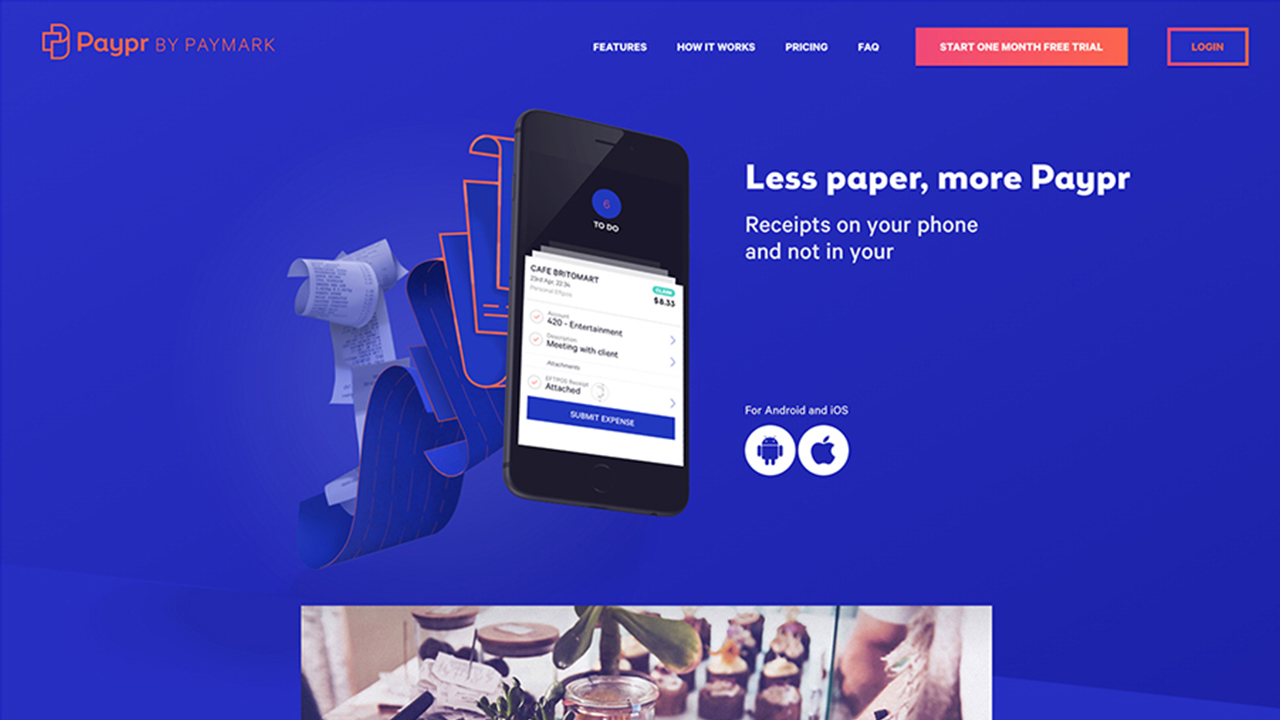 Paypr BY PAYMARK
FEATURES
HOW IT WORKS
PRICING
FAQ
START ONE MONTH FREE TRIAL
LOGIN
Less paper, more Paypr
Receipts on your phone
and not in your
6
TO DO
CAFE BRITOMART
23rd Apr, 22:34
Personal Eftpos
CLAIM
$8.33
Account
420 - Entertainment
Description
Meeting with client
Attachments
EFTPOS Receipt
Attached
SUBMIT EXPENSE
For Android and iOS